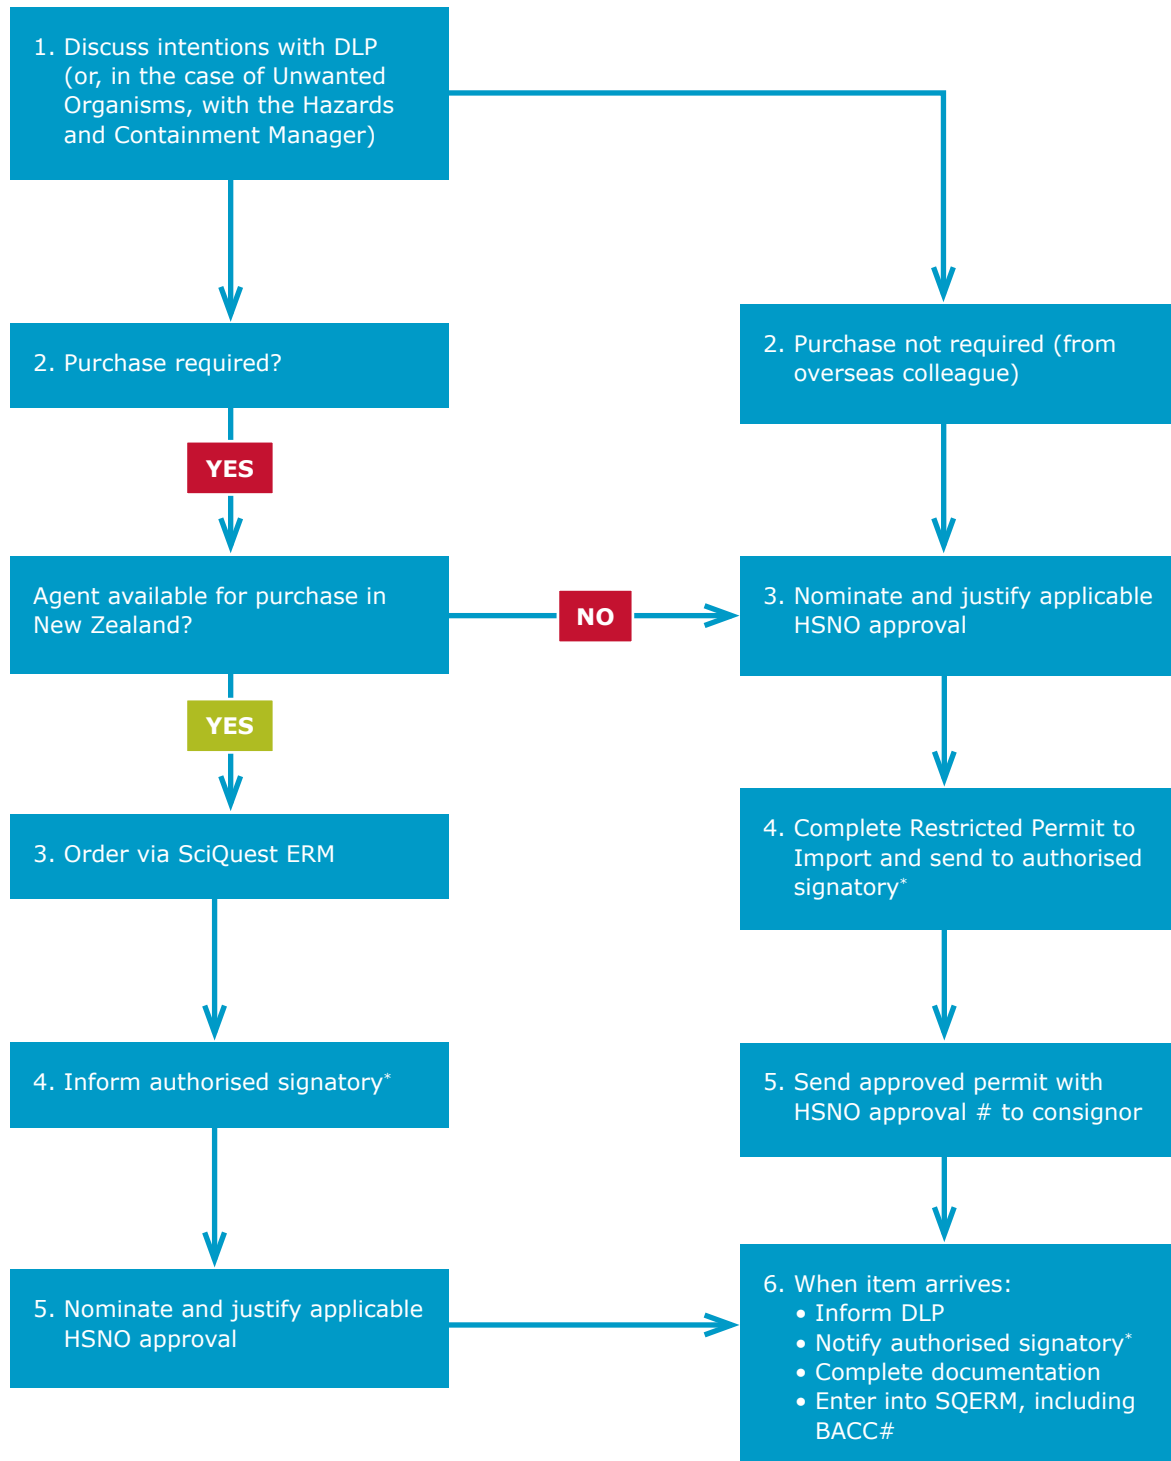 1. Discuss intentions with DLP
(or, in the case of Unwanted
Organisms, with the Hazards
and Containment Manager)
2. Purchase required?
2. Purchase not required (from
overseas colleague)
YES
Agent available for purchase in
New Zealand?
NO
3. Nominate and justify applicable
HSNO approval
YES
3. Order via SciQuest ERM
4. Complete Restricted Permit to
Import and send to authorised
signatory*
4. Inform authorised signatory*
5. Send approved permit with
HSNO approval # to consignor
5. Nominate and justify applicable
HSNO approval
6. When item arrives:
• Inform DLP
• Notify authorised signatory*
• Complete documentation
• Enter into SQERM, including
BACC#